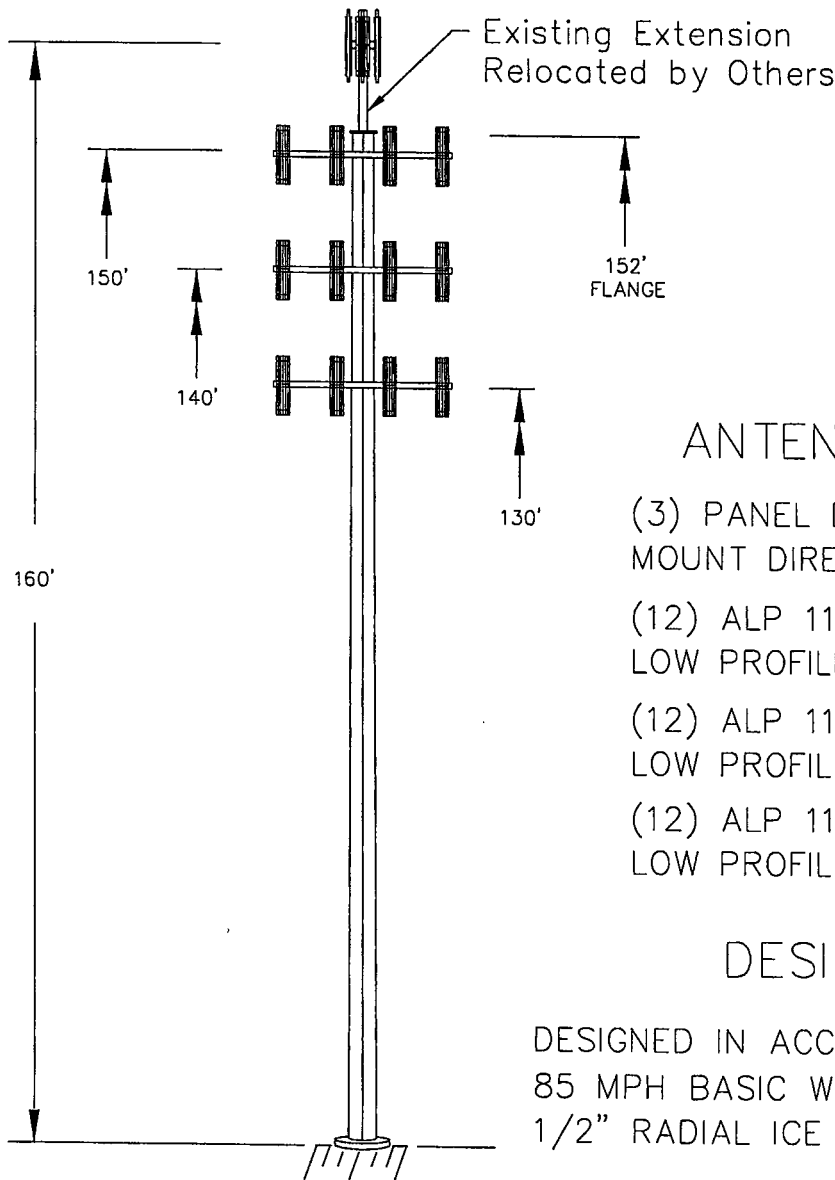 Existing Extension
Relocated by Others
150'
152'
FLANGE
140'
130'
160'
ANTEN
(3) PANEL
MOUNT DIRE
(12) ALP 11
LOW PROFIL
(12) ALP 11
LOW PROFIL
(12) ALP 11
LOW PROFIL
DESI
DESIGNED IN ACC
85 MPH BASIC W
1/2" RADIAL ICE